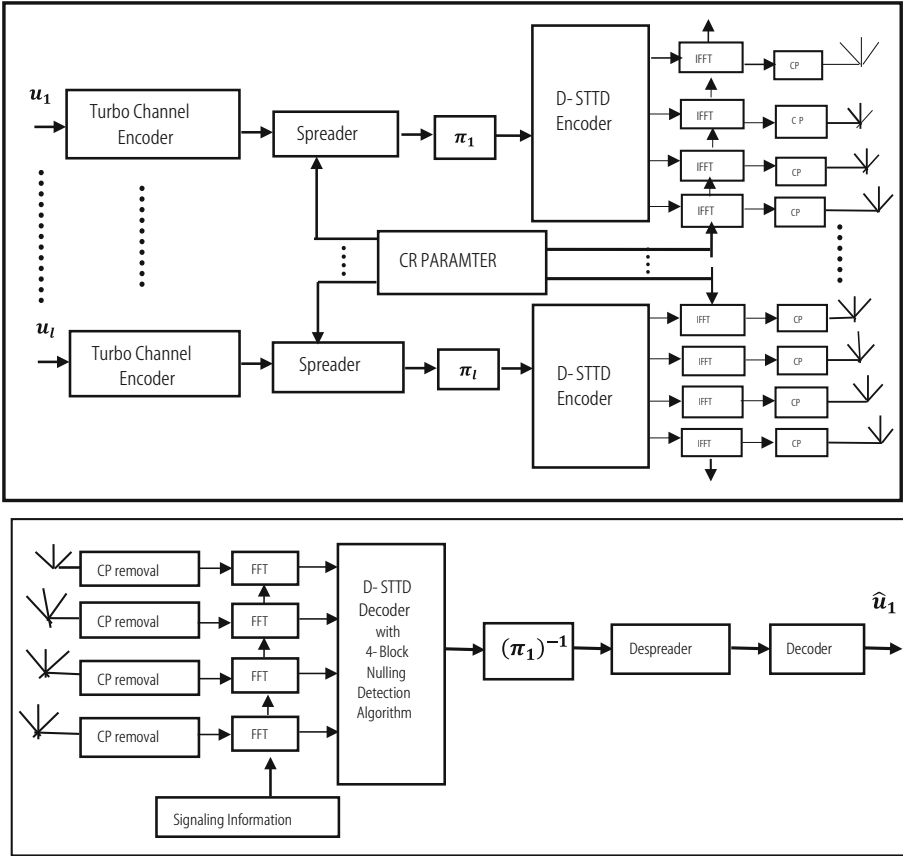 u₁
Turbo Channel
Encoder
Spreader
π₁
D- STTD
Encoder
IFFT
CP
IFFT
C P
IFFT
CP
IFFT
CP
CR PARAMTER
u_l
Turbo Channel
Encoder
Spreader
π_l
D- STTD
Encoder
IFFT
CP
IFFT
CP
IFFT
CP
IFFT
CP
CP removal
FFT
CP removal
FFT
CP removal
FFT
CP removal
FFT
Signaling Information
D- STTD
Decoder
with
4- Block
Nulling
Detection
Algorithm
(π₁)⁻¹
Despreader
Decoder
û₁